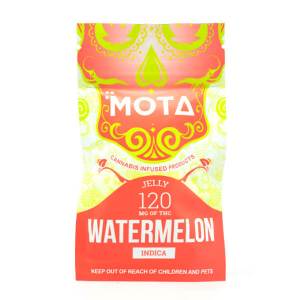 MOTA
CANNABIS INFUSED PRODUCTS
JELLY
120
MG OF THC
WATERMELON
INDICA
KEEP OUT OF REACH OF CHILDREN AND PETS